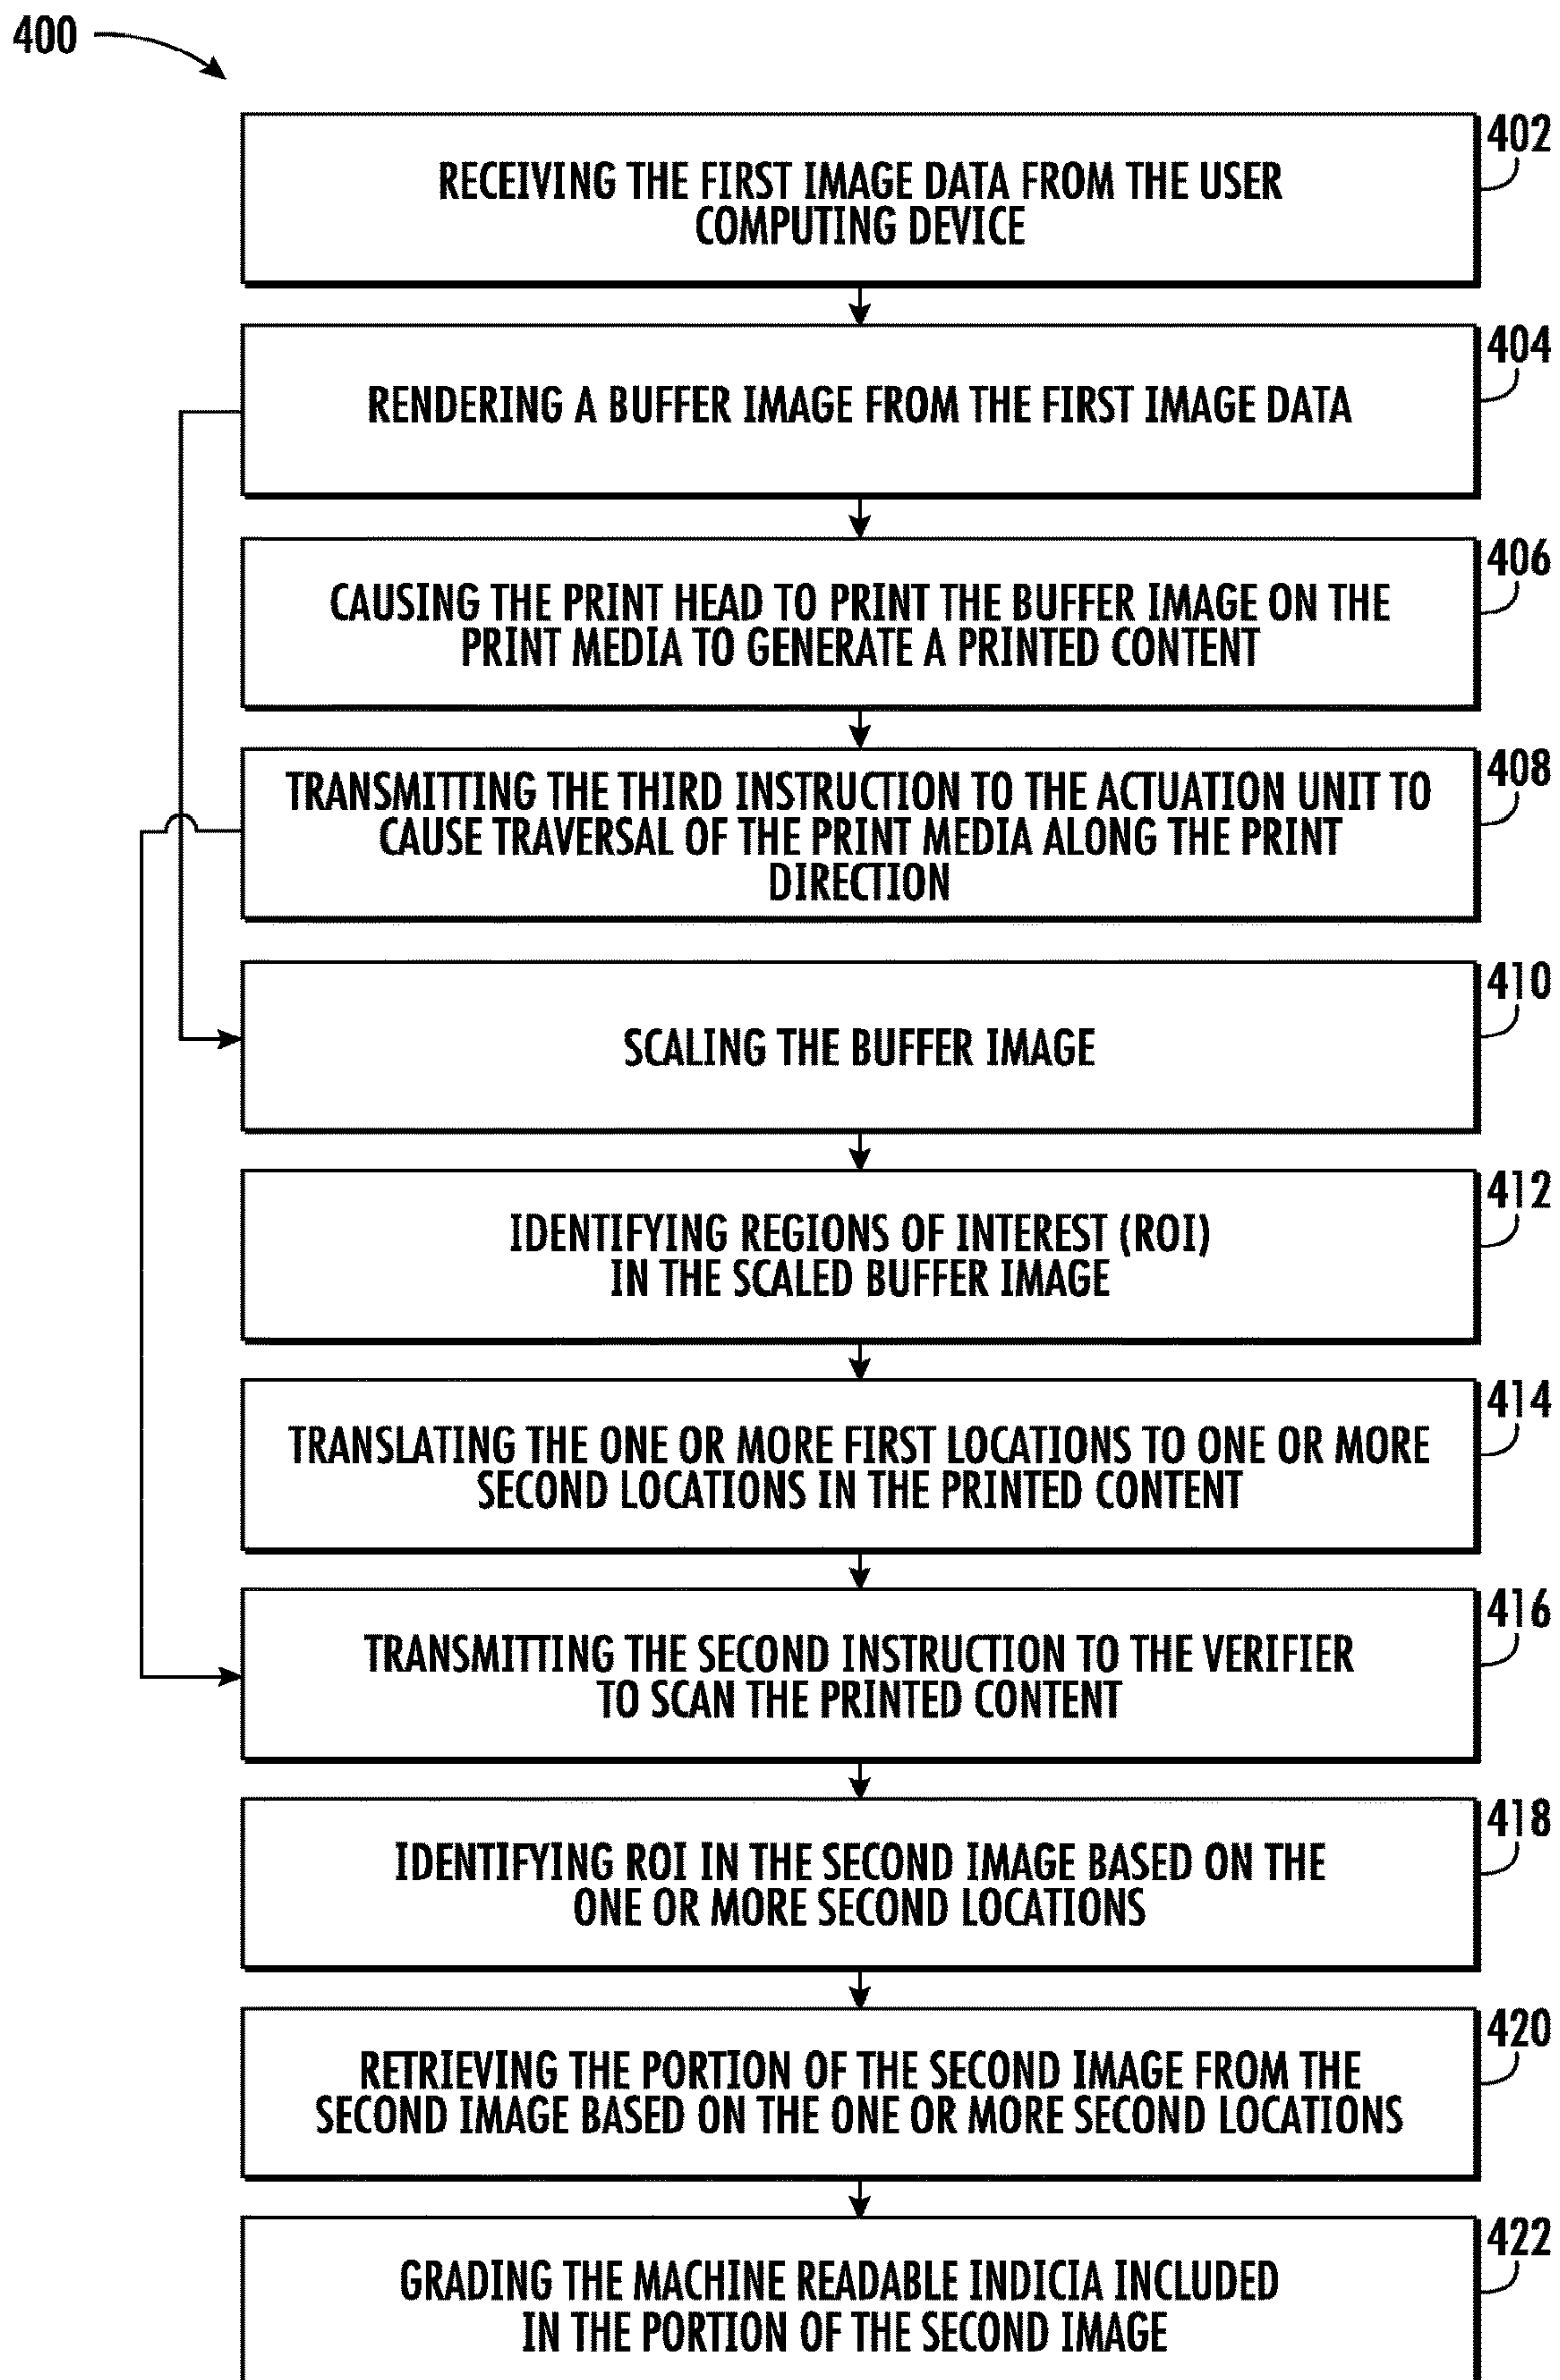 400
402
RECEIVING THE FIRST IMAGE DATA FROM THE USER
COMPUTING DEVICE
404
RENDERING A BUFFER IMAGE FROM THE FIRST IMAGE DATA
406
CAUSING THE PRINT HEAD TO PRINT THE BUFFER IMAGE ON THE
PRINT MEDIA TO GENERATE A PRINTED CONTENT
408
TRANSMITTING THE THIRD INSTRUCTION TO THE ACTUATION UNIT TO
CAUSE TRAVERSAL OF THE PRINT MEDIA ALONG THE PRINT
DIRECTION
410
SCALING THE BUFFER IMAGE
412
IDENTIFYING REGIONS OF INTEREST (ROI)
IN THE SCALED BUFFER IMAGE
414
TRANSLATING THE ONE OR MORE FIRST LOCATIONS TO ONE OR MORE
SECOND LOCATIONS IN THE PRINTED CONTENT
416
TRANSMITTING THE SECOND INSTRUCTION TO THE VERIFIER
TO SCAN THE PRINTED CONTENT
418
IDENTIFYING ROI IN THE SECOND IMAGE BASED ON THE
ONE OR MORE SECOND LOCATIONS
420
RETRIEVING THE PORTION OF THE SECOND IMAGE FROM THE
SECOND IMAGE BASED ON THE ONE OR MORE SECOND LOCATIONS
422
GRADING THE MACHINE READABLE INDICIA INCLUDED
IN THE PORTION OF THE SECOND IMAGE